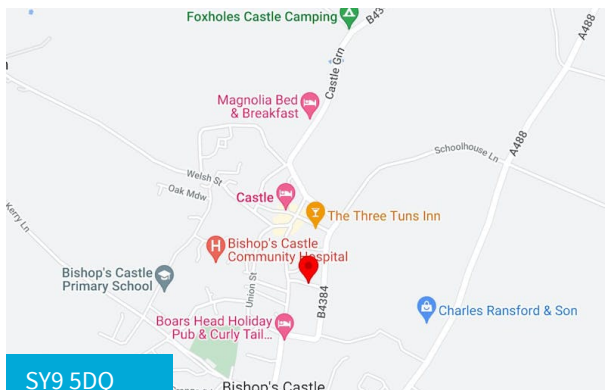 Foxholes Castle Camping
B43
A488
Castle Grn
Magnolia Bed
& Breakfast
Schoolhouse Ln
A488
Welsh St
Oak Mdw
Castle
Kerry Ln
The Three Tuns Inn
Bishop's Castle
Community Hospital
Bishop's Castle
Primary School
Union St
B4384
Charles Ransford & Son
Boars Head Holiday
Pub & Curly Tail...
SY9 5DQ
Bishop's Castle